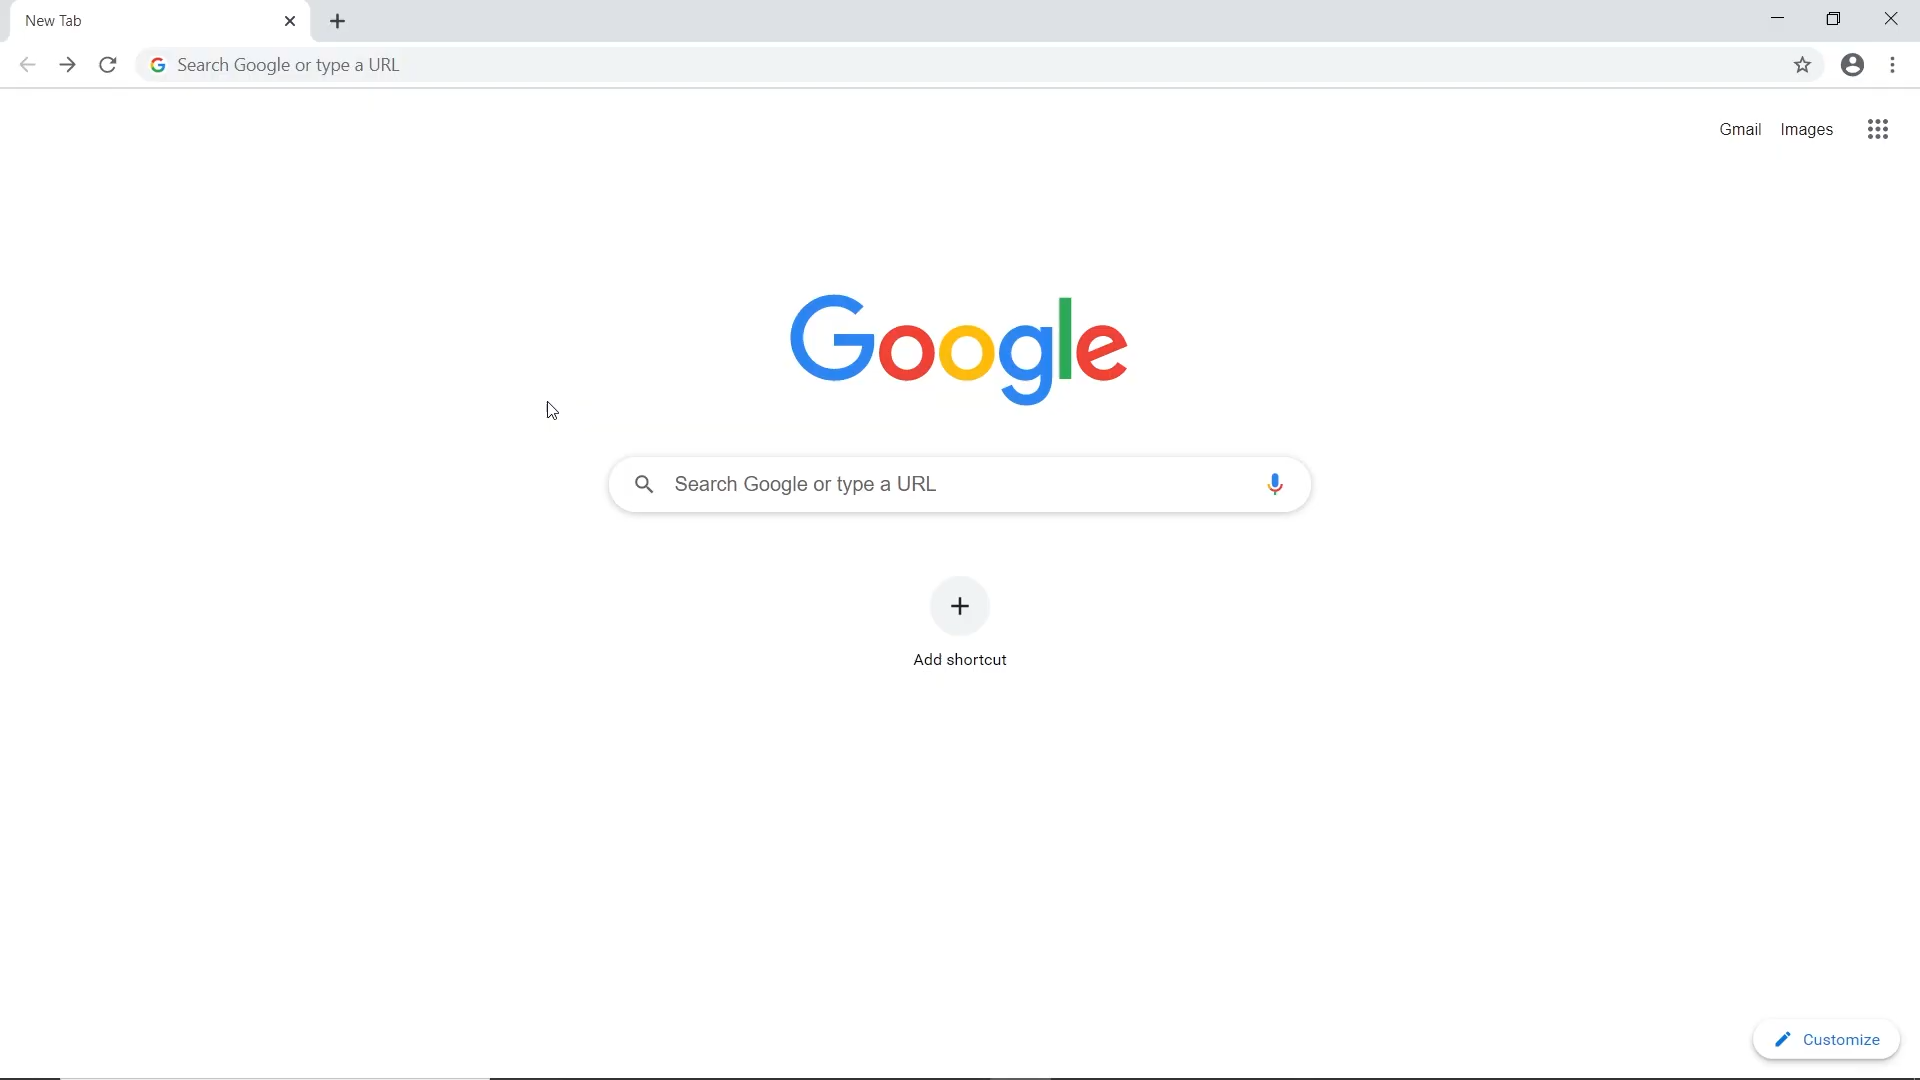 New Tab
Search Google or type a URL
Gmail Images
Google
Search Google or type a URL
Add shortcut
Customize